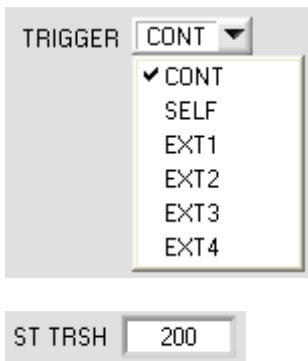 TRIGGER CONT
CONT
SELF
EXT1
EXT2
EXT3
EXT4
ST TRSH 200